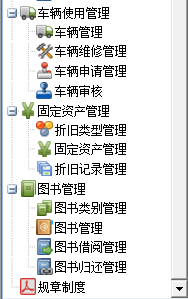 车辆使用管理
车辆管理
车辆维修管理
车辆申请管理
车辆审核
固定资产管理
折旧类型管理
固定资产管理
折旧记录管理
图书管理
图书类别管理
图书管理
图书借阅管理
图书归还管理
规章制度